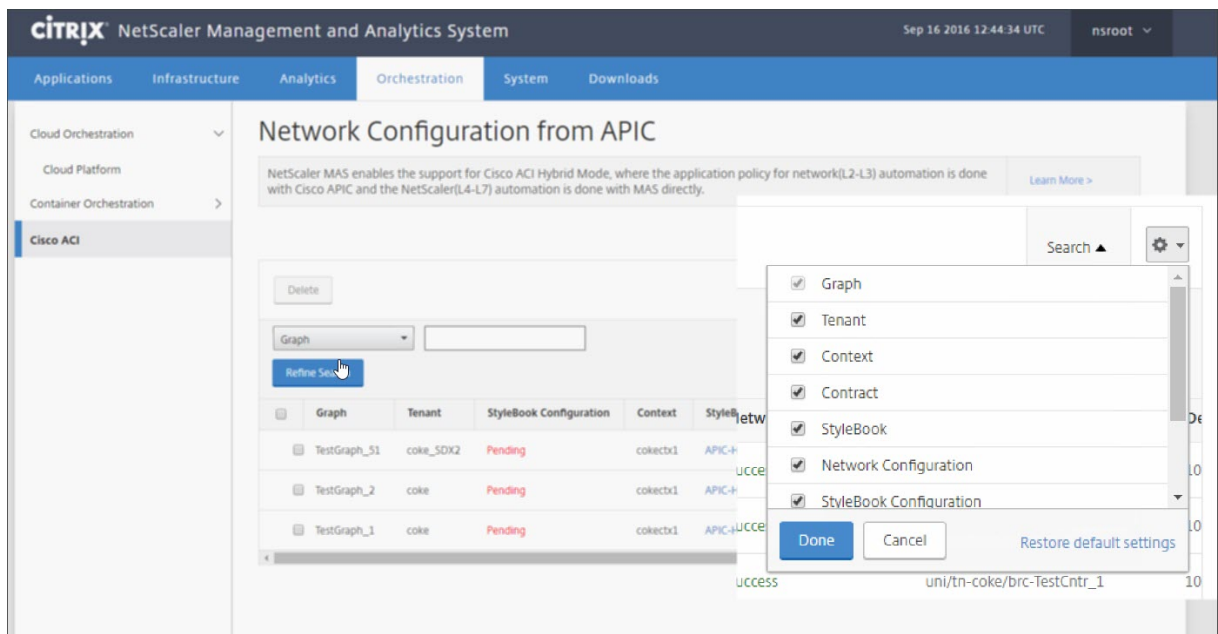 CİTRIX NetScaler Management and Analytics System
Sep 16 2016 12:44:34 UTC
nsroot
Applications Infrastructure Analytics Orchestration System Downloads
Cloud Orchestration
Cloud Platform
Container Orchestration
Cisco ACI
Network Configuration from APIC
NetScaler MAS enables the support for Cisco ACI Hybrid Mode, where the application policy for network(L2-L3) automation is done
with Cisco APIC and the NetScaler(L4-L7) automation is done with MAS directly.
Learn More >
Delete
Graph
Refine
Graph Tenant StyleBook Configuration Context
TestGraph_51 coke_SDX2 Pending cokectx1
TestGraph_2 coke Pending cokectx1
TestGraph_1 coke Pending cokectx1
Search
Graph
Tenant
Context
Contract
StyleBook
Network Configuration
StyleBook Configuration
Done Cancel Restore default settings
uccess uni/tn-coke/brc-TestCntr_1 10